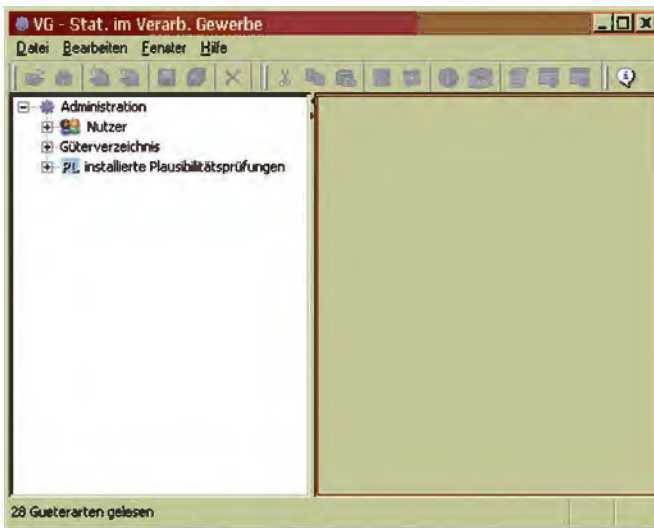 VG - Stat. im Verarb. Gewerbe
Datei Bearbeiten Fenster Hilfe
Administration
Nutzer
Güterverzeichnis
PL installierte Plausibilitätsprüfungen
28 Gueterarten gelesen